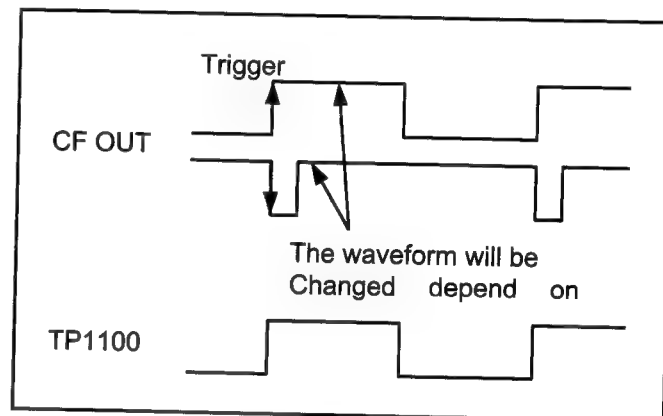 Trigger
CF OUT
The waveform will be
Changed depend on
TP1100